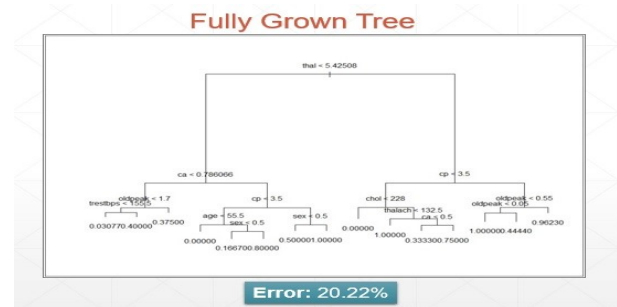 Fully Grown Tree
thal < 5.42508
ca < 0.786066
cp < 3.5
oldpeak < 1.7
cp < 3.5
chol < 228
oldpeak < 0.55
trestbps < 155.5
age < 55.5
sex < 0.5
thalach < 132.5
oldpeak < 0.05
sex < 0.5
ca < 0.5
0.030770.40000
0.37500
0.00000
0.166700.80000
0.500001.00000
0.00000
1.00000
0.333300.75000
1.000000.44440
0.96230
Error: 20.22%